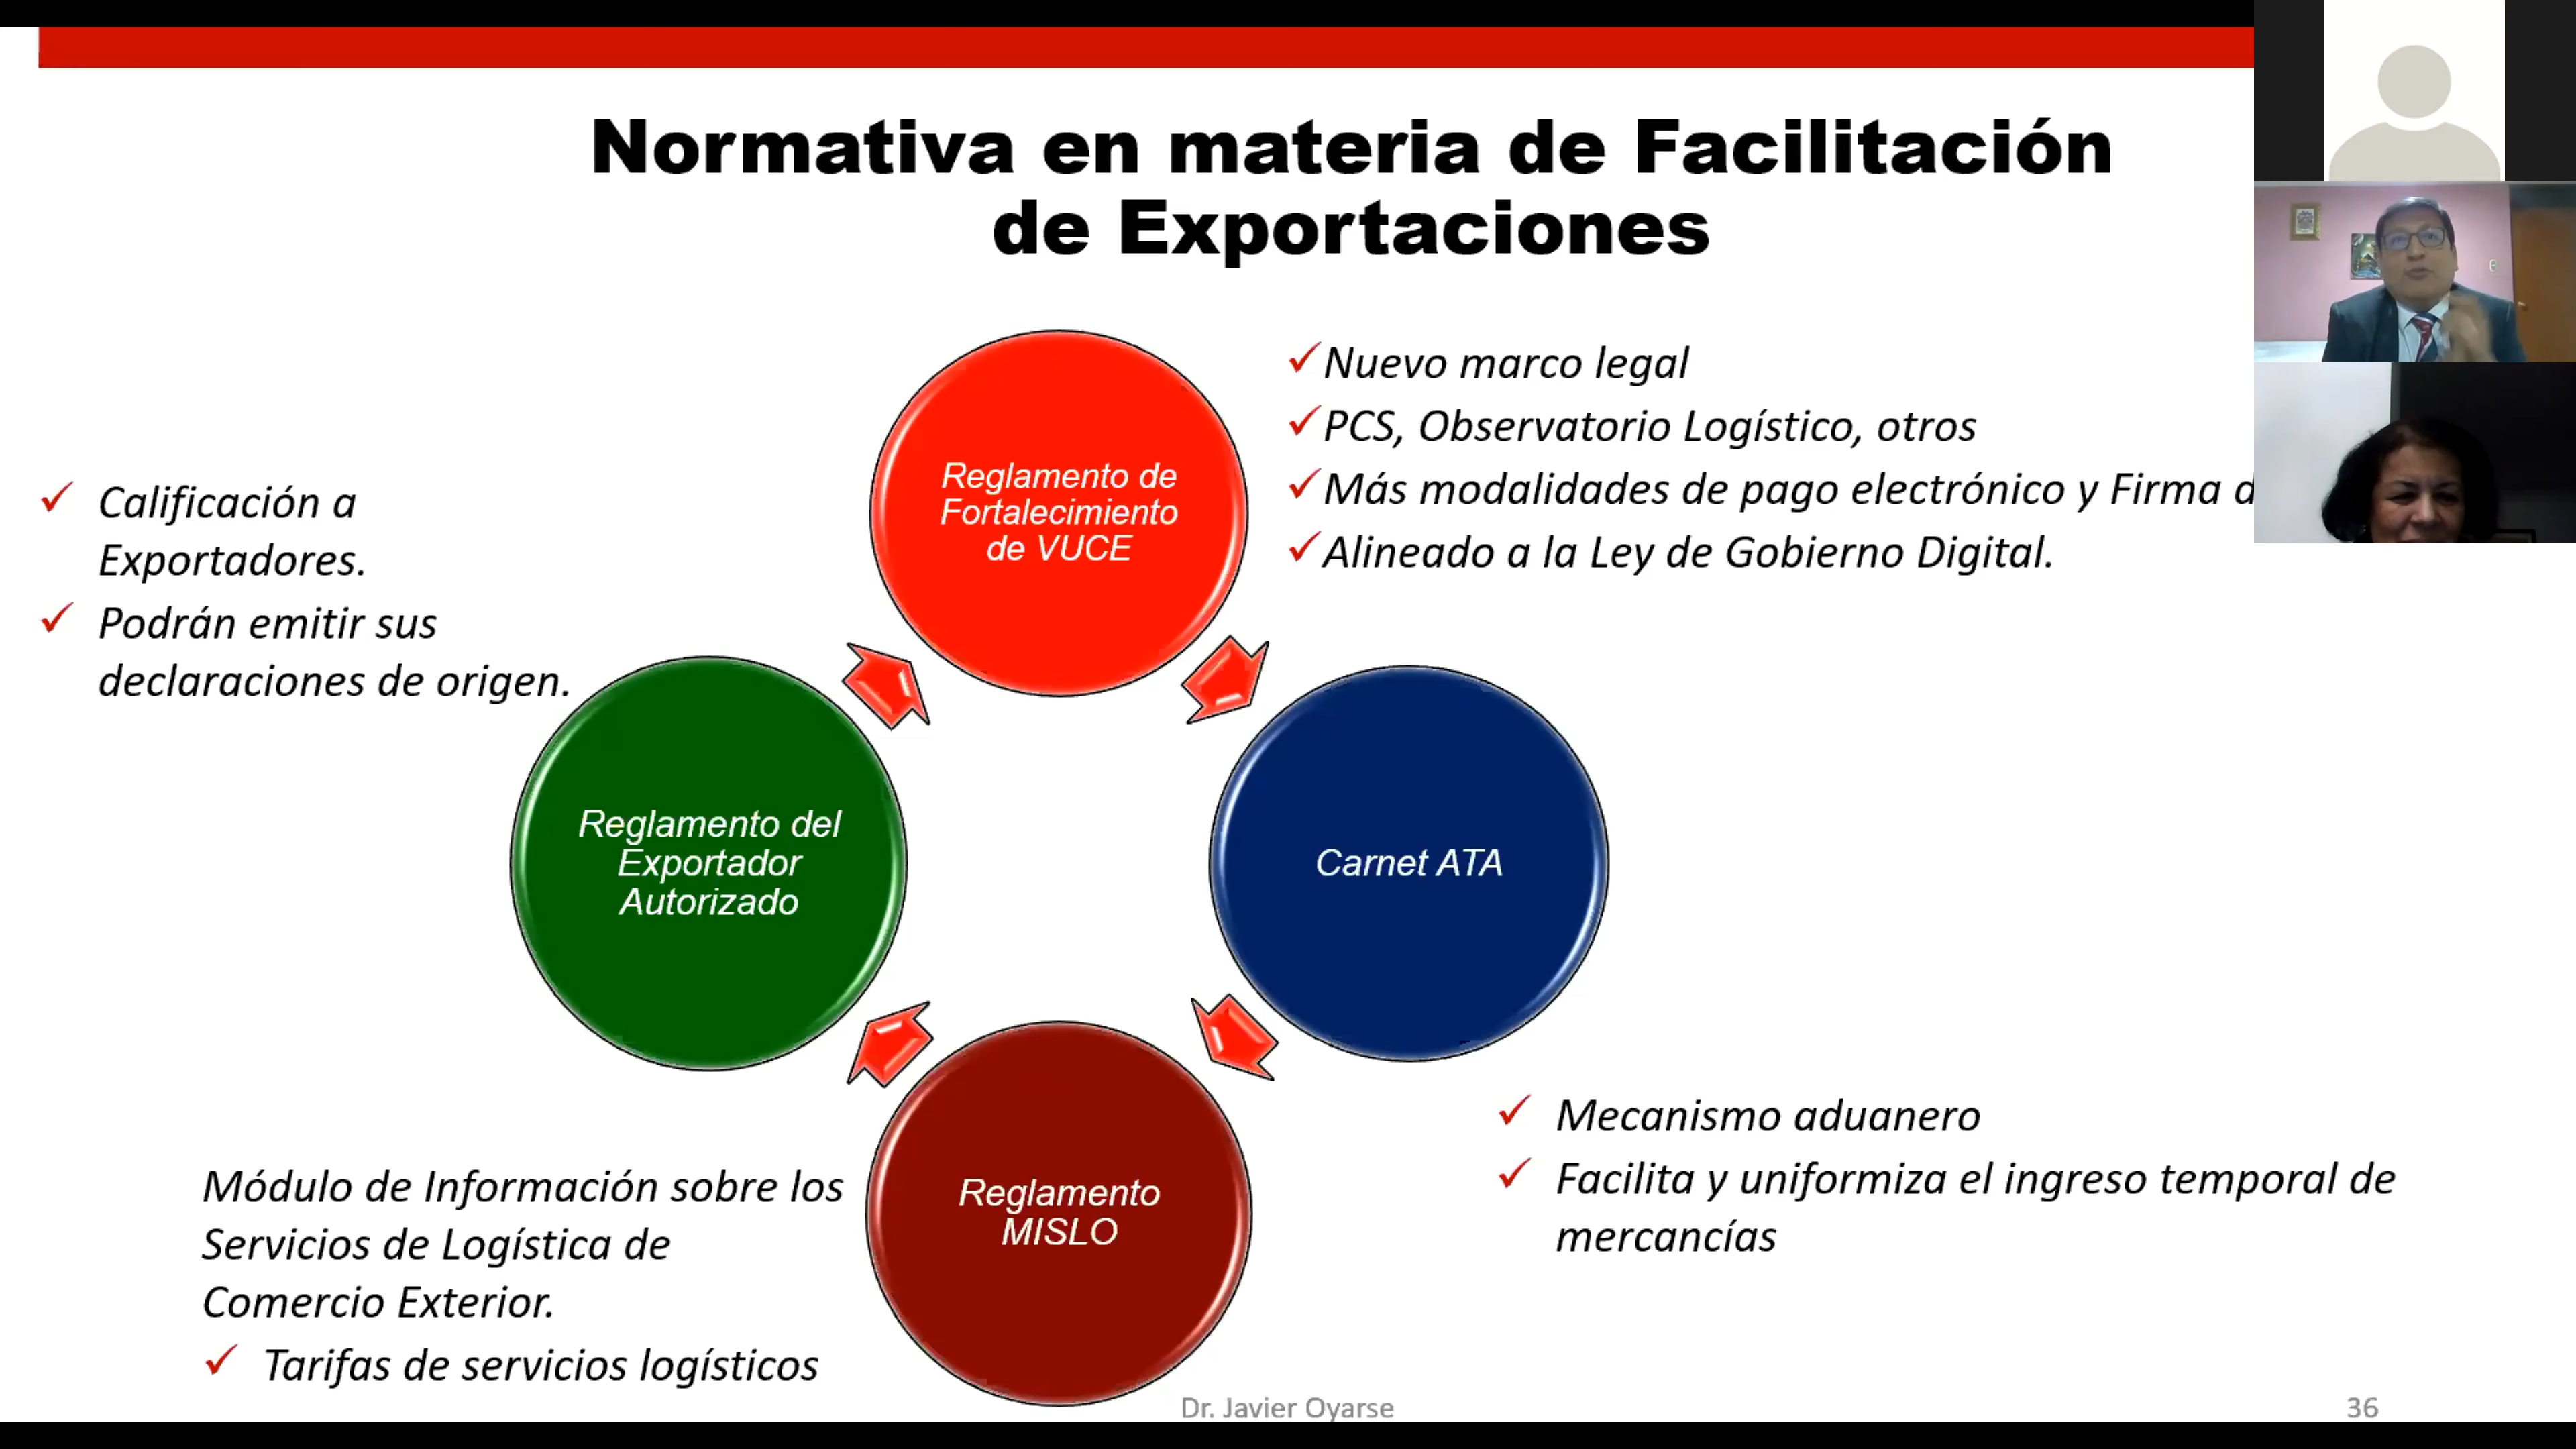 Normativa en materia de Facilitación
de Exportaciones
Reglamento de
Fortalecimiento
de VUCE
✓Nuevo marco legal
✓PCS, Observatorio Logístico, otros
✓Más modalidades de pago electrónico y Firma
✓Alineado a la Ley de Gobierno Digital.
✓ Calificación a
Exportadores.
✓ Podrán emitir sus
declaraciones de origen.
Reglamento del
Exportador
Autorizado
Carnet ATA
✓ Mecanismo aduanero
✓ Facilita y uniformiza el ingreso temporal de
mercancías
Módulo de Información sobre los
Servicios de Logística de
Comercio Exterior.
✓ Tarifas de servicios logísticos
Reglamento
MISLO
Dr. Javier Oyarse
36